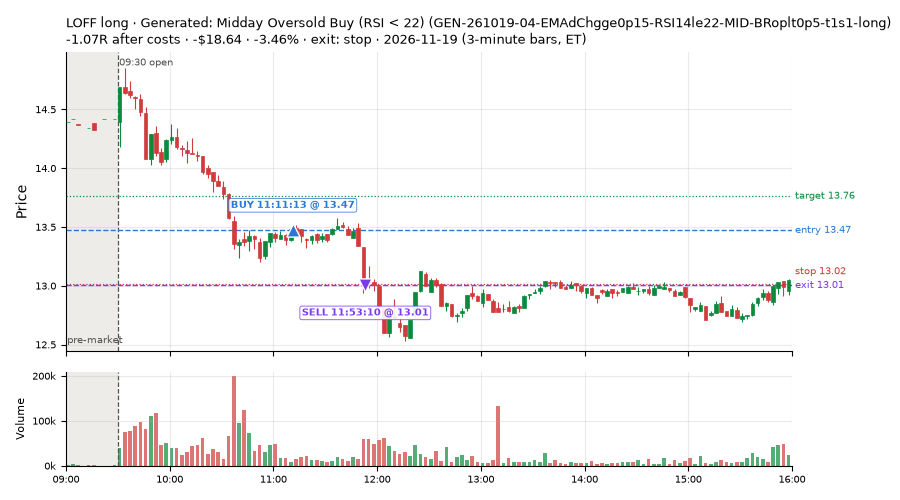 LOFF long · Generated: Midday Oversold Buy (RSI < 22) (GEN-261019-04-EMAdChgge0p15-RSI14le22-MID-BRoplt0p5-t1s1-long)
-1.07R after costs · -$18.64 · -3.46% · exit: stop · 2026-11-19 (3-minute bars, ET)
09:30 open
14.5
14.0
13.5
13.0
12.5
Price
target 13.76
BUY 11:11:13 @ 13.47
entry 13.47
stop 13.02
exit 13.01
SELL 11:53:10 @ 13.01
pre-market
200k
100k
0k
Volume
09:00
10:00
11:00
12:00
13:00
14:00
15:00
16:00